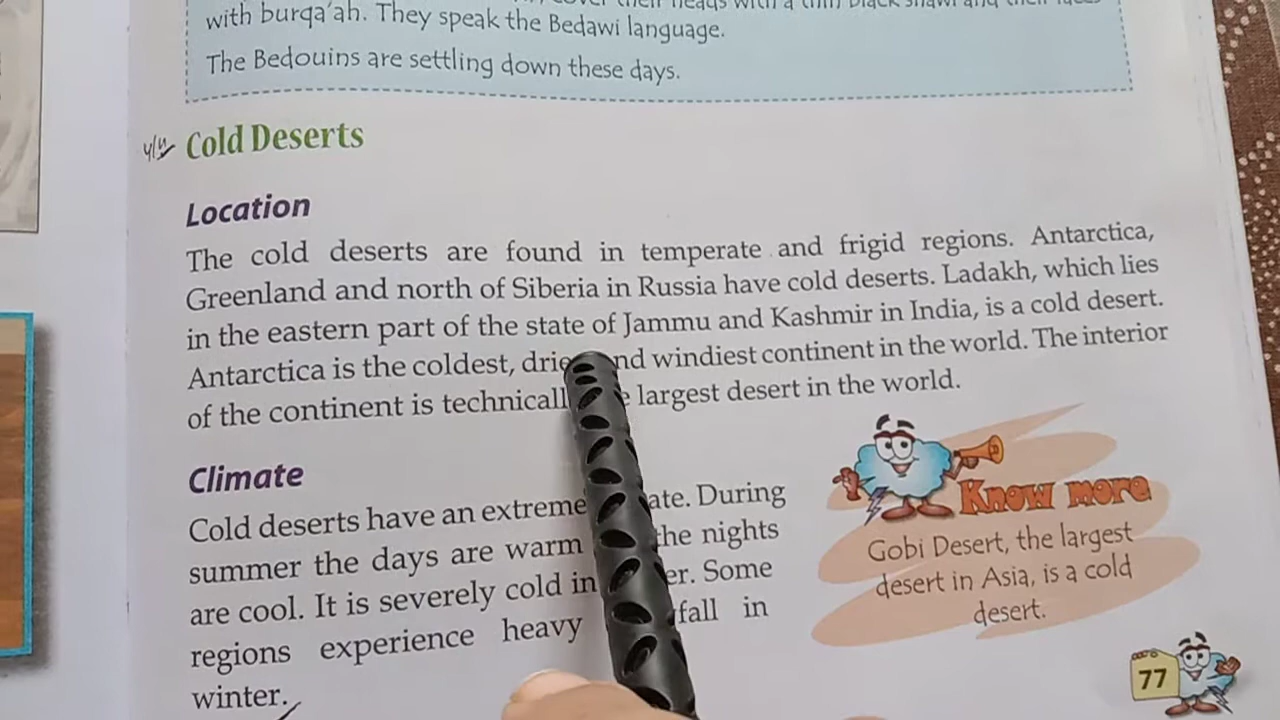 with burqa'ah. They speak the Bedawi language.
The Bedouins are settling down these days.
Cold Deserts
Location
The cold deserts are found in temperate and frigid regions. Antarctica,
Greenland and north of Siberia in Russia have cold deserts. Ladakh, which lies
in the eastern part of the state of Jammu and Kashmir in India, is a cold desert.
Antarctica is the coldest, windiest continent in the world. The interior
of the continent is largest desert in the world.
Climate
Cold deserts have an extreme During
summer the days are warm the nights
are cool. It is severely cold in Some
regions experience heavy in
winter.
Know more
Gobi Desert, the largest
desert in Asia, is a cold
desert.
77